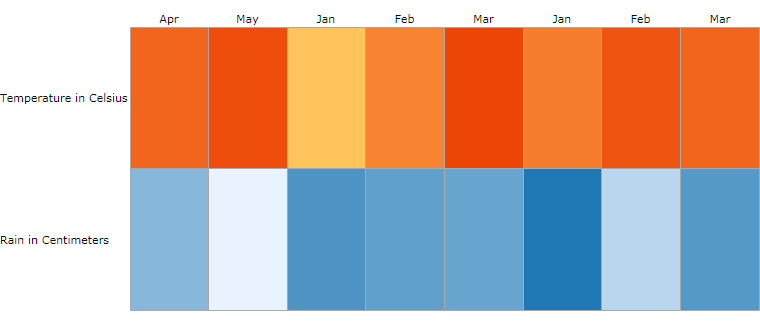 Apr May Jan Feb Mar Jan Feb Mar
Temperature in Celsius
Rain in Centimeters